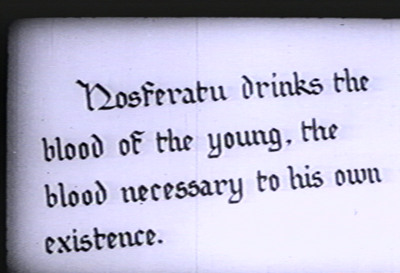 Nosferatu drinks the
blood of the young, the
blood necessary to his own
existence.